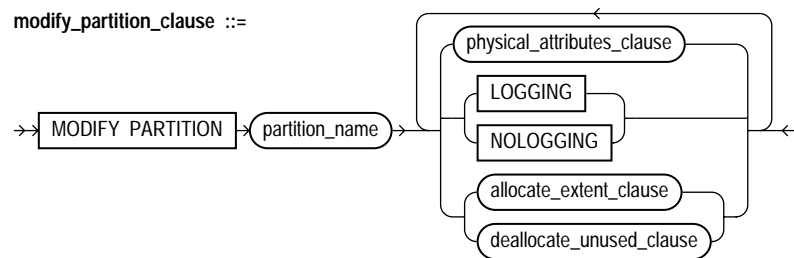 modify_partition_clause ::=
physical_attributes_clause
LOGGING
MODIFY PARTITION partition_name
NOLOGGING
allocate_extent_clause
deallocate_unused_clause